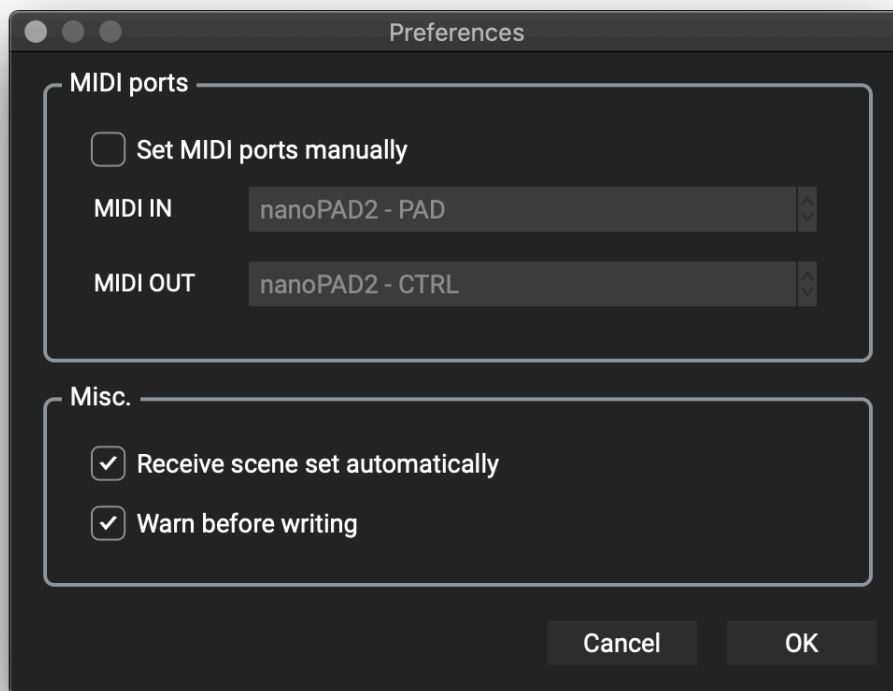 Preferences
MIDI ports
Set MIDI ports manually
MIDI IN nanoPAD2 - PAD
MIDI OUT nanoPAD2 - CTRL
Misc.
Receive scene set automatically
Warn before writing
Cancel OK